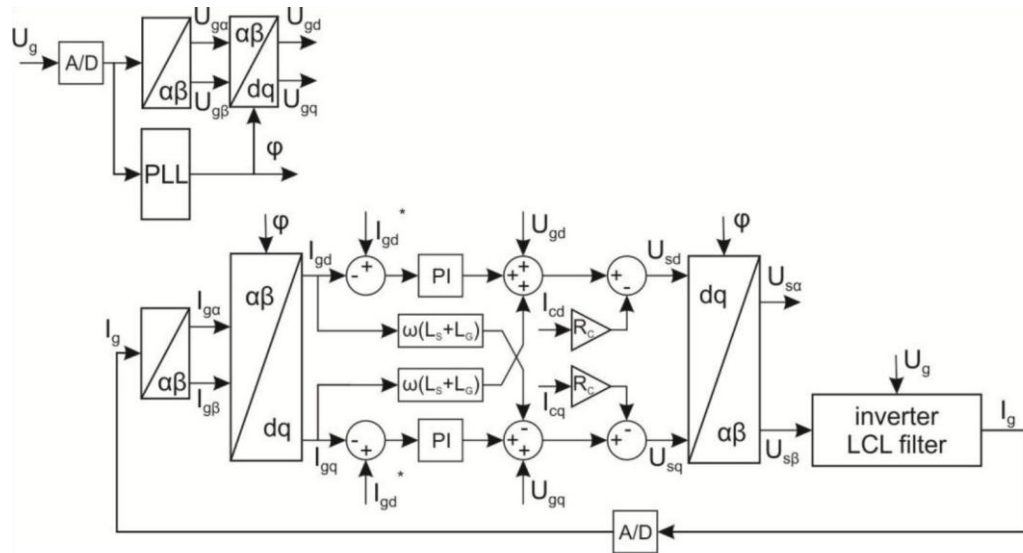 U_g
A/D
αβ
U_gα
U_gβ
αβ
dq
U_gd
U_gq
PLL
φ
φ
I_gd
I_gd*
-
+
PI
U_gd
+
+
+
U_sd
+
-
φ
I_g
I_gα
αβ
I_gβ
αβ
dq
ω(L_S+L_G)
ω(L_S+L_G)
I_cd
R_C
I_cq
R_C
dq
αβ
U_sα
U_g
inverter
LCL filter
I_g
I_gq
-
+
I_gd*
PI
+
-
+
U_gq
+
-
U_sq
U_sβ
A/D